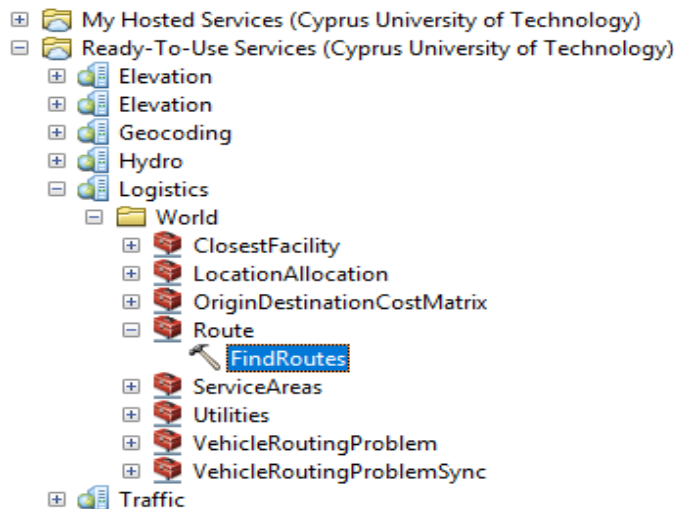 My Hosted Services (Cyprus University of Technology)
Ready-To-Use Services (Cyprus University of Technology)
Elevation
Elevation
Geocoding
Hydro
Logistics
World
ClosestFacility
LocationAllocation
OriginDestinationCostMatrix
Route
FindRoutes
ServiceAreas
Utilities
VehicleRoutingProblem
VehicleRoutingProblemSync
Traffic